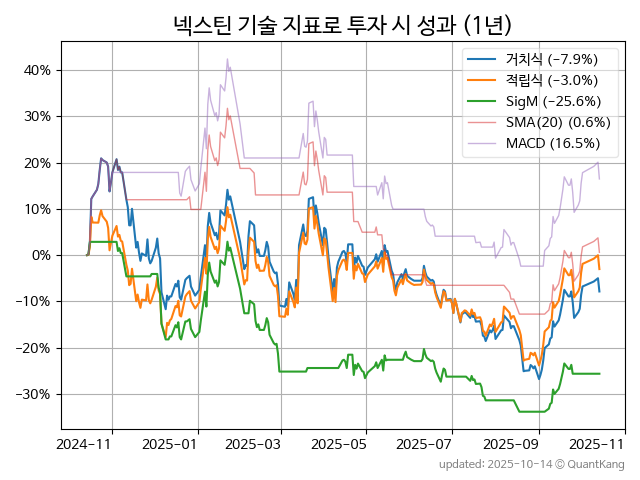 넥스틴 기술 지표로 투자 시 성과 (1년)
거치식 (−7.9%)
적립식 (−3.0%)
SigM (−25.6%)
SMA(20) (0.6%)
MACD (16.5%)
40%
30%
20%
10%
0%
−10%
−20%
−30%
2024-11
2025-01
2025-03
2025-05
2025-07
2025-09
2025-11
updated: 2025-10-14 © QuantKang